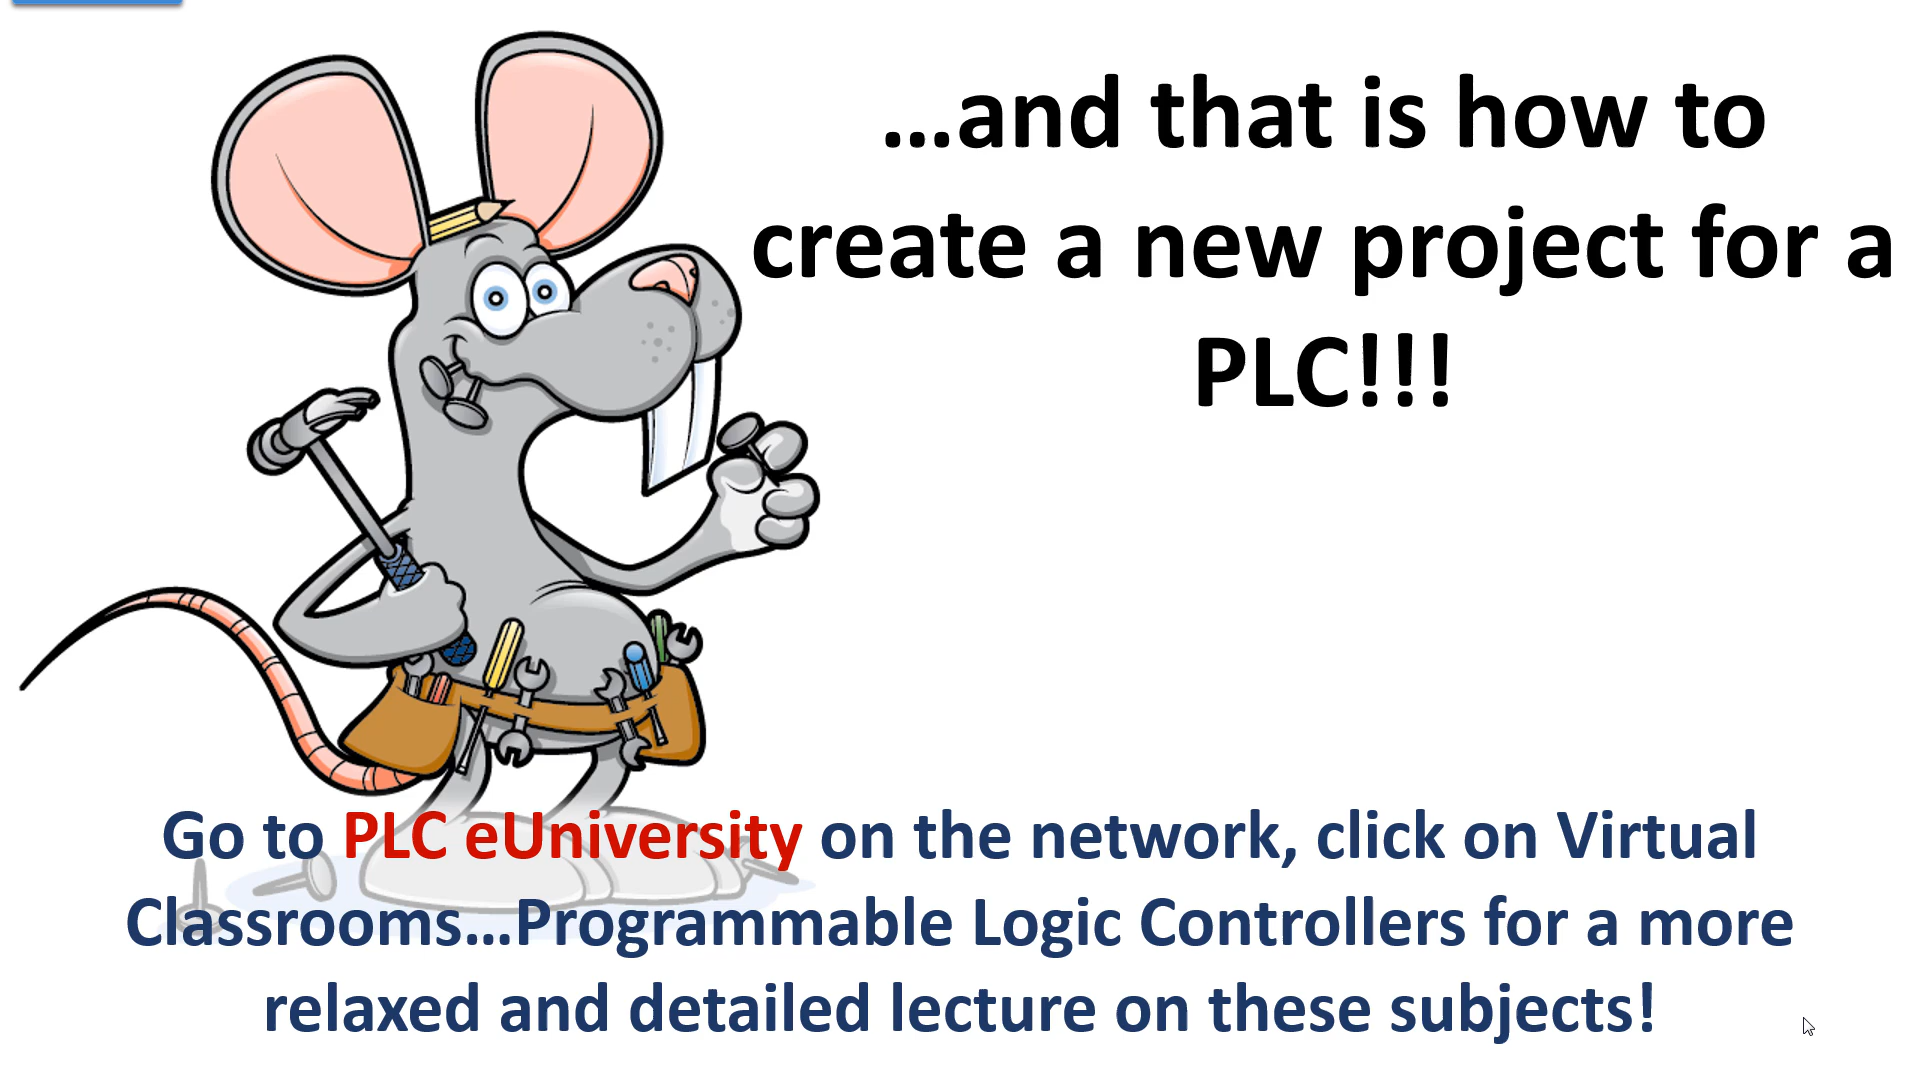 ...and that is how to
create a new project for a
PLC!!!
Go to PLC eUniversity on the network, click on Virtual
Classrooms...Programmable Logic Controllers for a more
relaxed and detailed lecture on these subjects!